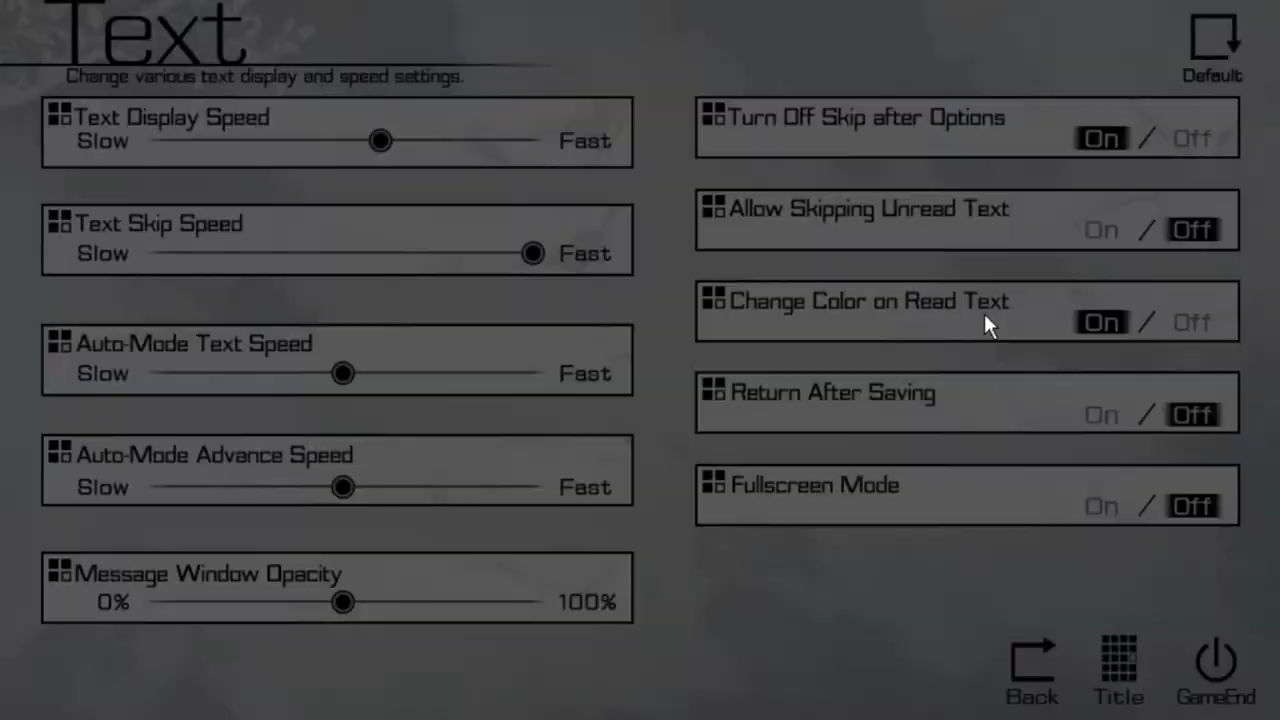 Text
Change various text display and speed settings.
Default
Text Display Speed
Slow Fast
Text Skip Speed
Slow Fast
Auto-Mode Text Speed
Slow Fast
Auto-Mode Advance Speed
Slow Fast
Message Window Opacity
0% 100%
Turn Off Skip after Options
On / Off
Allow Skipping Unread Text
On / Off
Change Color on Read Text
On / Off
Return After Saving
On / Off
Fullscreen Mode
On / Off
Back Title GameEnd